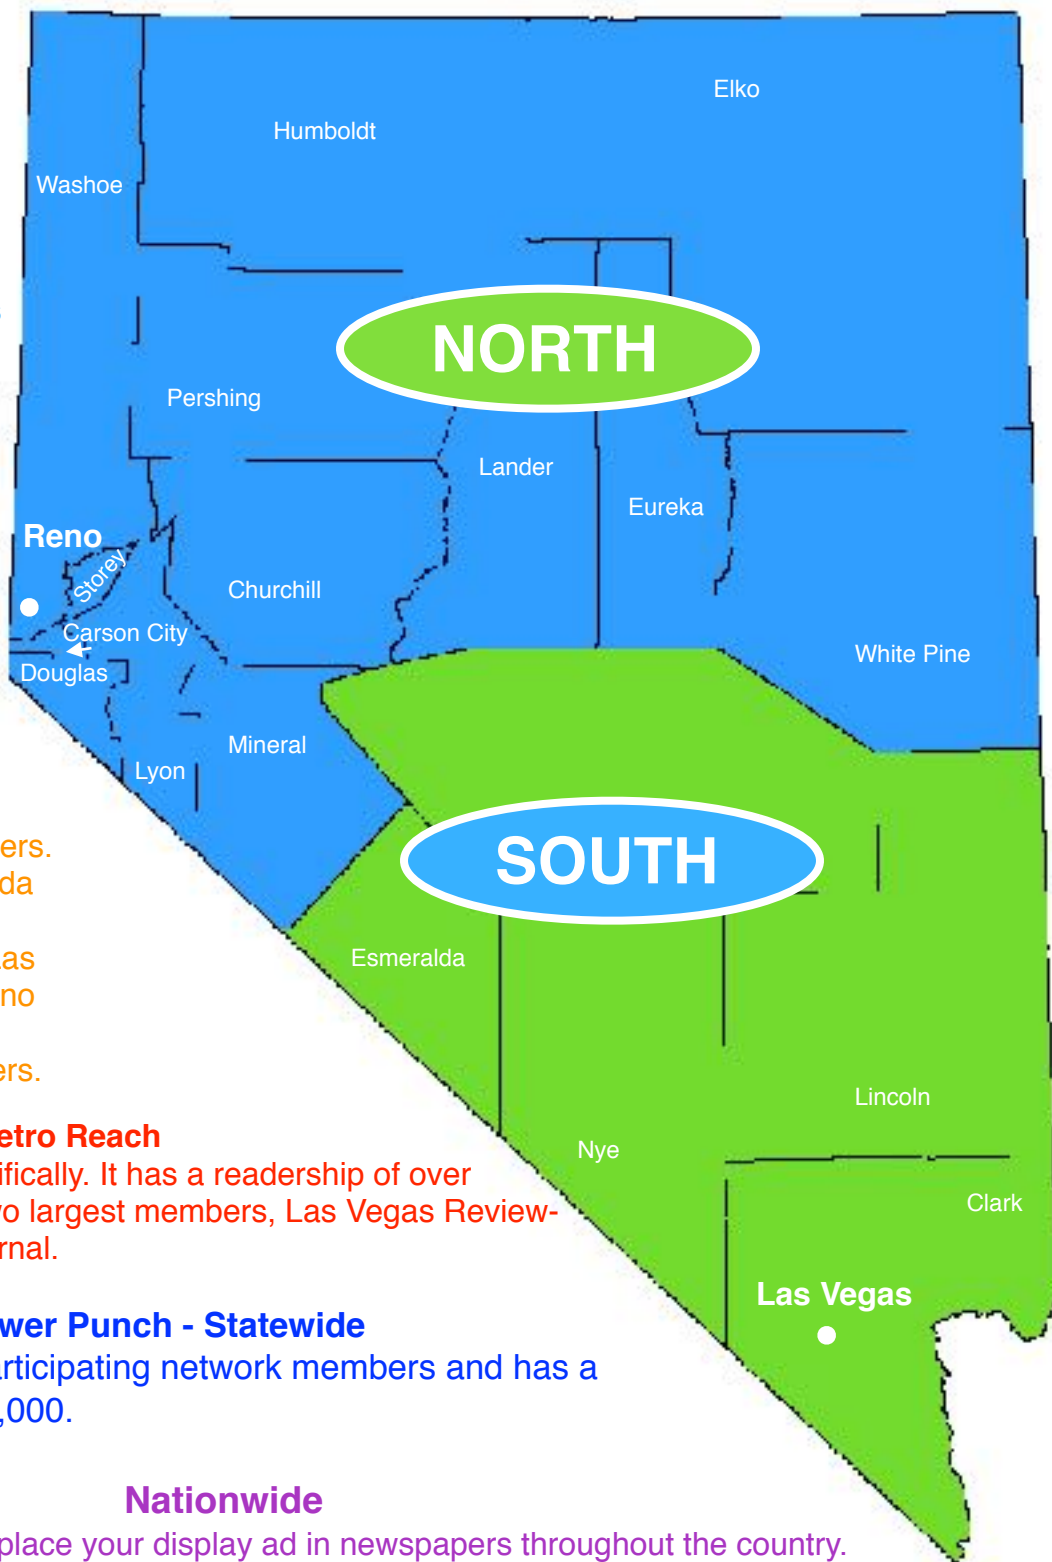 Elko
Humboldt
Washoe
NORTH
Pershing
Lander
Eureka
Reno
Storey
Churchill
Carson City
White Pine
Douglas
Mineral
Lyon
SOUTH
ers.
da
Esmeralda
as
no
ers.
Lincoln
etro Reach
Nye
ifically. It has a readership of over
Clark
wo largest members, Las Vegas Review-
rnal.
Las Vegas
wer Punch - Statewide
articipating network members and has a
,000.
Nationwide
place your display ad in newspapers throughout the country.